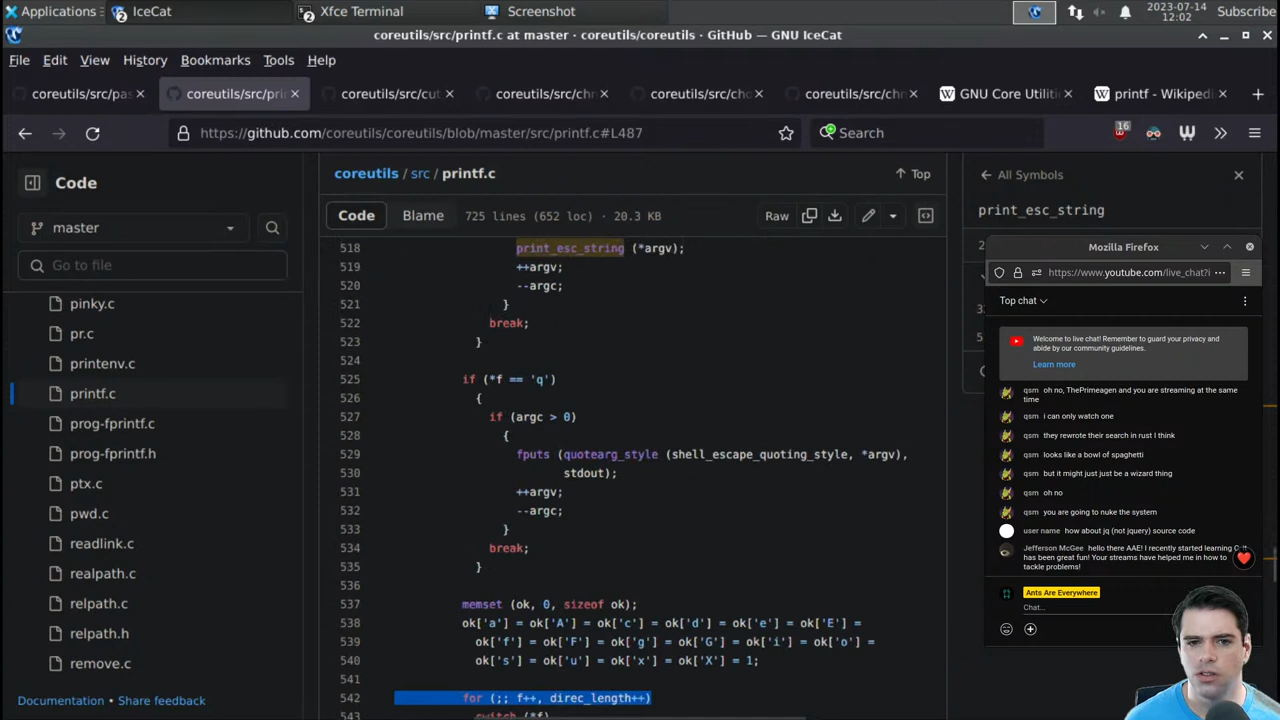 Applications
IceCat
Xfce Terminal
Screenshot
2023-07-14
12:02
Subscribe
coreutils/src/printf.c at master · coreutils/coreutils · GitHub — GNU IceCat
File Edit View History Bookmarks Tools Help
coreutils/src/pas
coreutils/src/prin
coreutils/src/cut
coreutils/src/chr
coreutils/src/cho
coreutils/src/chr
GNU Core Utiliti
printf - Wikipedi
https://github.com/coreutils/coreutils/blob/master/src/printf.c#L487
Search
16
Code
master
Go to file
pinky.c
pr.c
printenv.c
printf.c
prog-fprintf.c
prog-fprintf.h
ptx.c
pwd.c
readlink.c
realpath.c
relpath.c
relpath.h
remove.c
Documentation • Share feedback
coreutils / src / printf.c
Top
Code Blame 725 lines (652 loc) · 20.3 KB
Raw
518 print_esc_string (*argv);
519 ++argv;
520 --argc;
521 }
522 break;
523 }
524
525 if (*f == 'q')
526 {
527 if (argc > 0)
528 {
529 fputs (quotearg_style (shell_escape_quoting_style, *argv),
530 stdout);
531 ++argv;
532 --argc;
533 }
534 break;
535 }
536
537 memset (ok, 0, sizeof ok);
538 ok['a'] = ok['A'] = ok['c'] = ok['d'] = ok['e'] = ok['E'] =
539 ok['f'] = ok['F'] = ok['g'] = ok['G'] = ok['i'] = ok['o'] =
540 ok['s'] = ok['u'] = ok['x'] = ok['X'] = 1;
541
542 for (;; f++, direc_length++)
543 switch (*f)
All Symbols
print_esc_string
Mozilla Firefox
https://www.youtube.com/live_chat?i
Top chat
Welcome to live chat! Remember to guard your privacy and
abide by our community guidelines.
Learn more
qsm oh no, ThePrimeagen and you are streaming at the same
time
qsm i can only watch one
qsm they rewrote their search in rust I think
qsm looks like a bowl of spaghetti
qsm but it might just just be a wizard thing
qsm oh no
qsm you are going to nuke the system
user name how about jq (not jquery) source code
Jefferson McGee hello there AAE! I recently started learning
has been great fun! Your streams have helped me in how to
tackle problems!
Ants Are Everywhere
Chat...